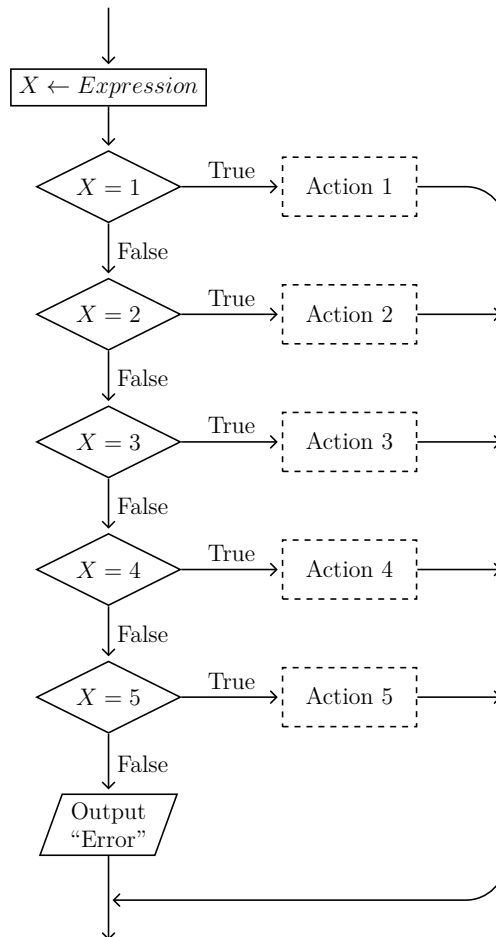 X ← Expression
X = 1
True
Action 1
False
X = 2
True
Action 2
False
X = 3
True
Action 3
False
X = 4
True
Action 4
False
X = 5
True
Action 5
False
Output
“Error”